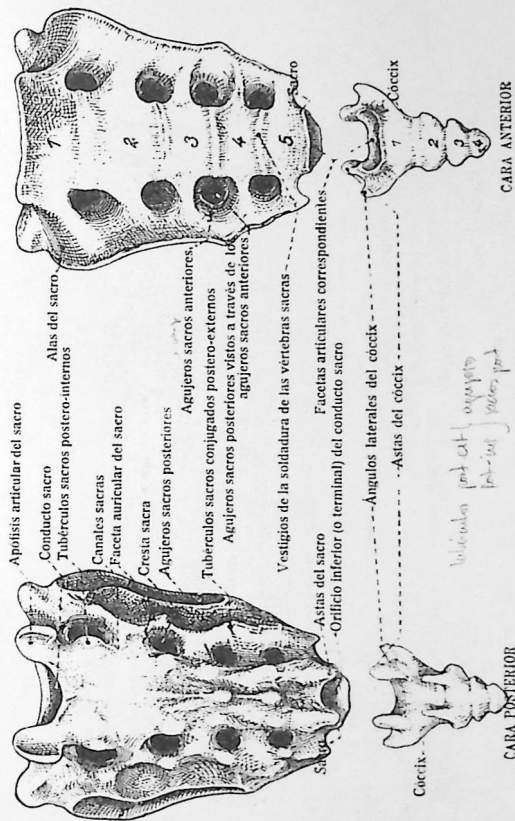 Apófisis articular del sacro
Conducto sacro
Tubérculos sacros postero-internos
Canales sacras
Faceta auricular del sacro
Cresta sacra
Agujeros sacros posteriores
Tubérculos sacros conjugados postero-externos
Agujeros sacros posteriores vistos a través de los
agujeros sacros anteriores
Alas del sacro
Agujeros sacros anteriores
Vestigios de la soldadura de las vértebras sacras
Facetas articulares correspondientes
Astas del sacro
Orificio inferior (o terminal) del conducto sacro
Ángulos laterales del cóccix
Astas del cóccix
Sacro
Cóccix
CARA POSTERIOR
1
2
3
4
5
Sacro
Cóccix
1
2
3
4
CARA ANTERIOR
agujeros
sacros post